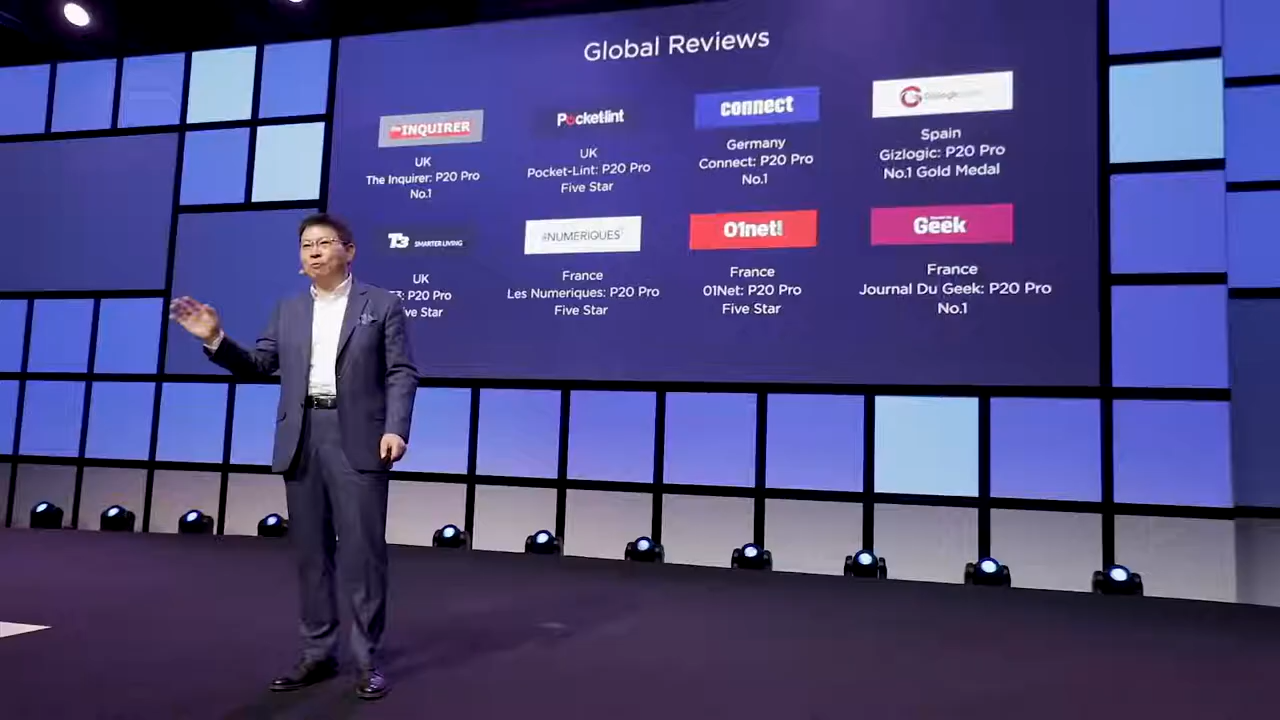 Global Reviews
The INQUIRER
UK
The Inquirer: P20 Pro
No.1
Pocket-lint
UK
Pocket-Lint: P20 Pro
Five Star
connect
Germany
Connect: P20 Pro
No.1
Spain
Gizlogic: P20 Pro
No.1 Gold Medal
T3 SMARTER LIVING
UK
: P20 Pro
Star
NUMERIQUES
France
Les Numeriques: P20 Pro
Five Star
01net
France
01Net: P20 Pro
Five Star
Geek
France
Journal Du Geek: P20 Pro
No.1